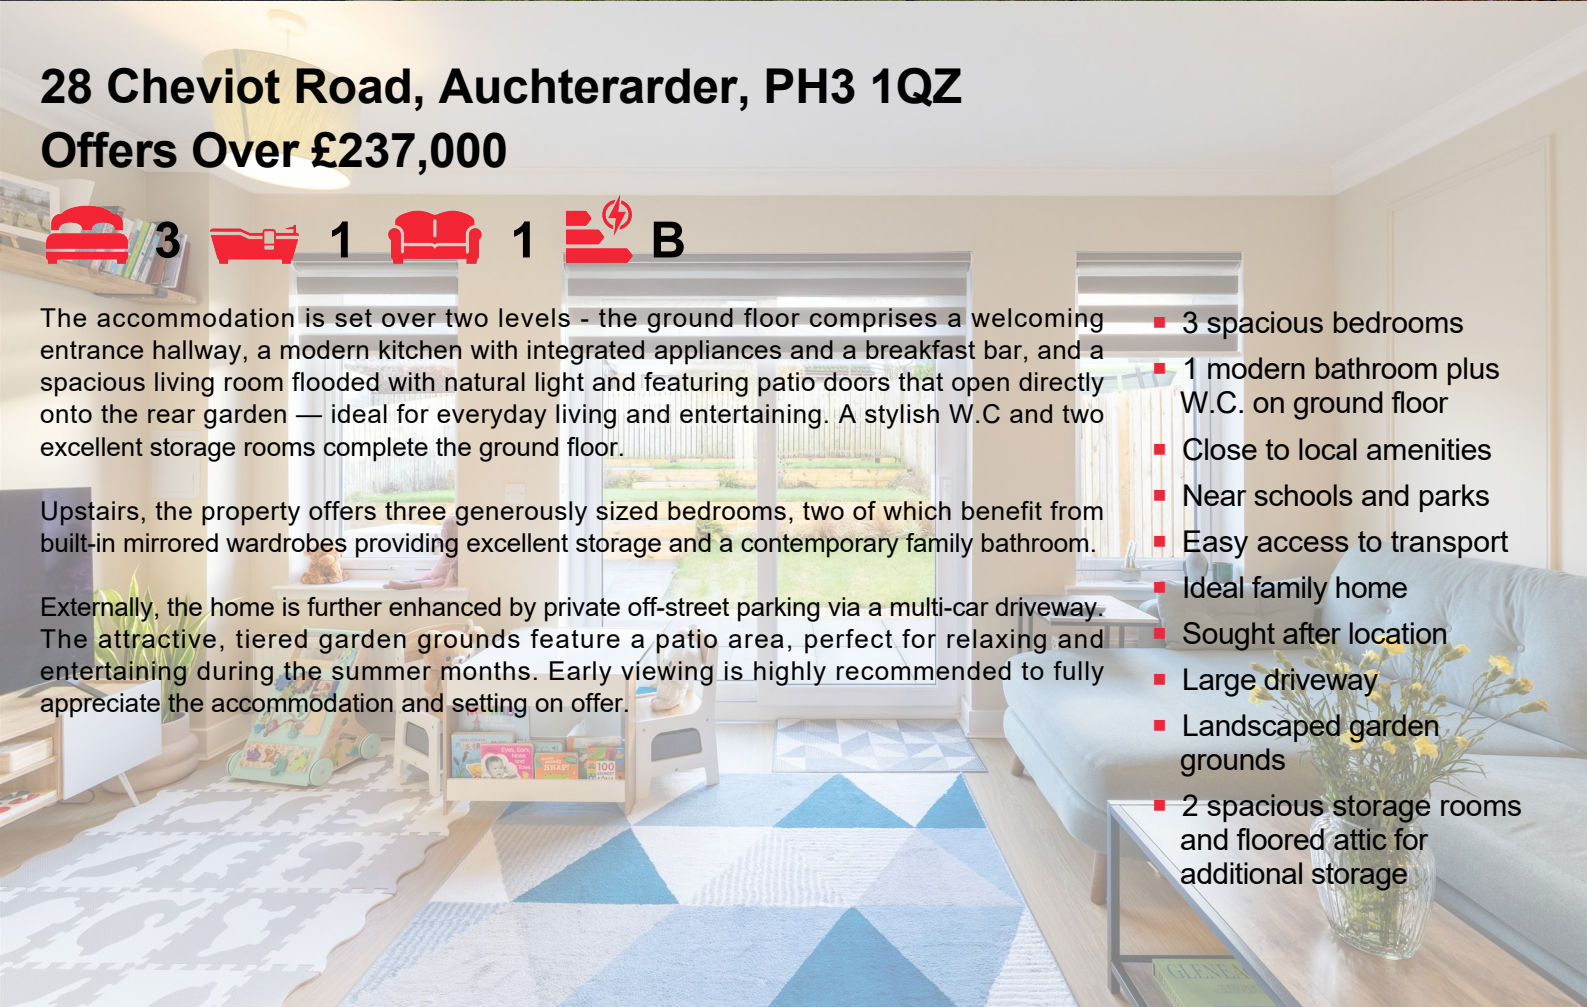 28 Cheviot Road, Auchterarder, PH3 1QZ
Offers Over £237,000
3 1 1 B
The accommodation is set over two levels - the ground floor comprises a welcoming
entrance hallway, a modern kitchen with integrated appliances and a breakfast bar, and a
spacious living room flooded with natural light and featuring patio doors that open directly
onto the rear garden — ideal for everyday living and entertaining. A stylish W.C and two
excellent storage rooms complete the ground floor.
Upstairs, the property offers three generously sized bedrooms, two of which benefit from
built-in mirrored wardrobes providing excellent storage and a contemporary family bathroom.
Externally, the home is further enhanced by private off-street parking via a multi-car driveway.
The attractive, tiered garden grounds feature a patio area, perfect for relaxing and
entertaining during the summer months. Early viewing is highly recommended to fully
appreciate the accommodation and setting on offer.
▪ 3 spacious bedrooms
▪ 1 modern bathroom plus
W.C. on ground floor
▪ Close to local amenities
▪ Near schools and parks
▪ Easy access to transport
▪ Ideal family home
▪ Sought after location
▪ Large driveway
▪ Landscaped garden
grounds
▪ 2 spacious storage rooms
and floored attic for
additional storage
100